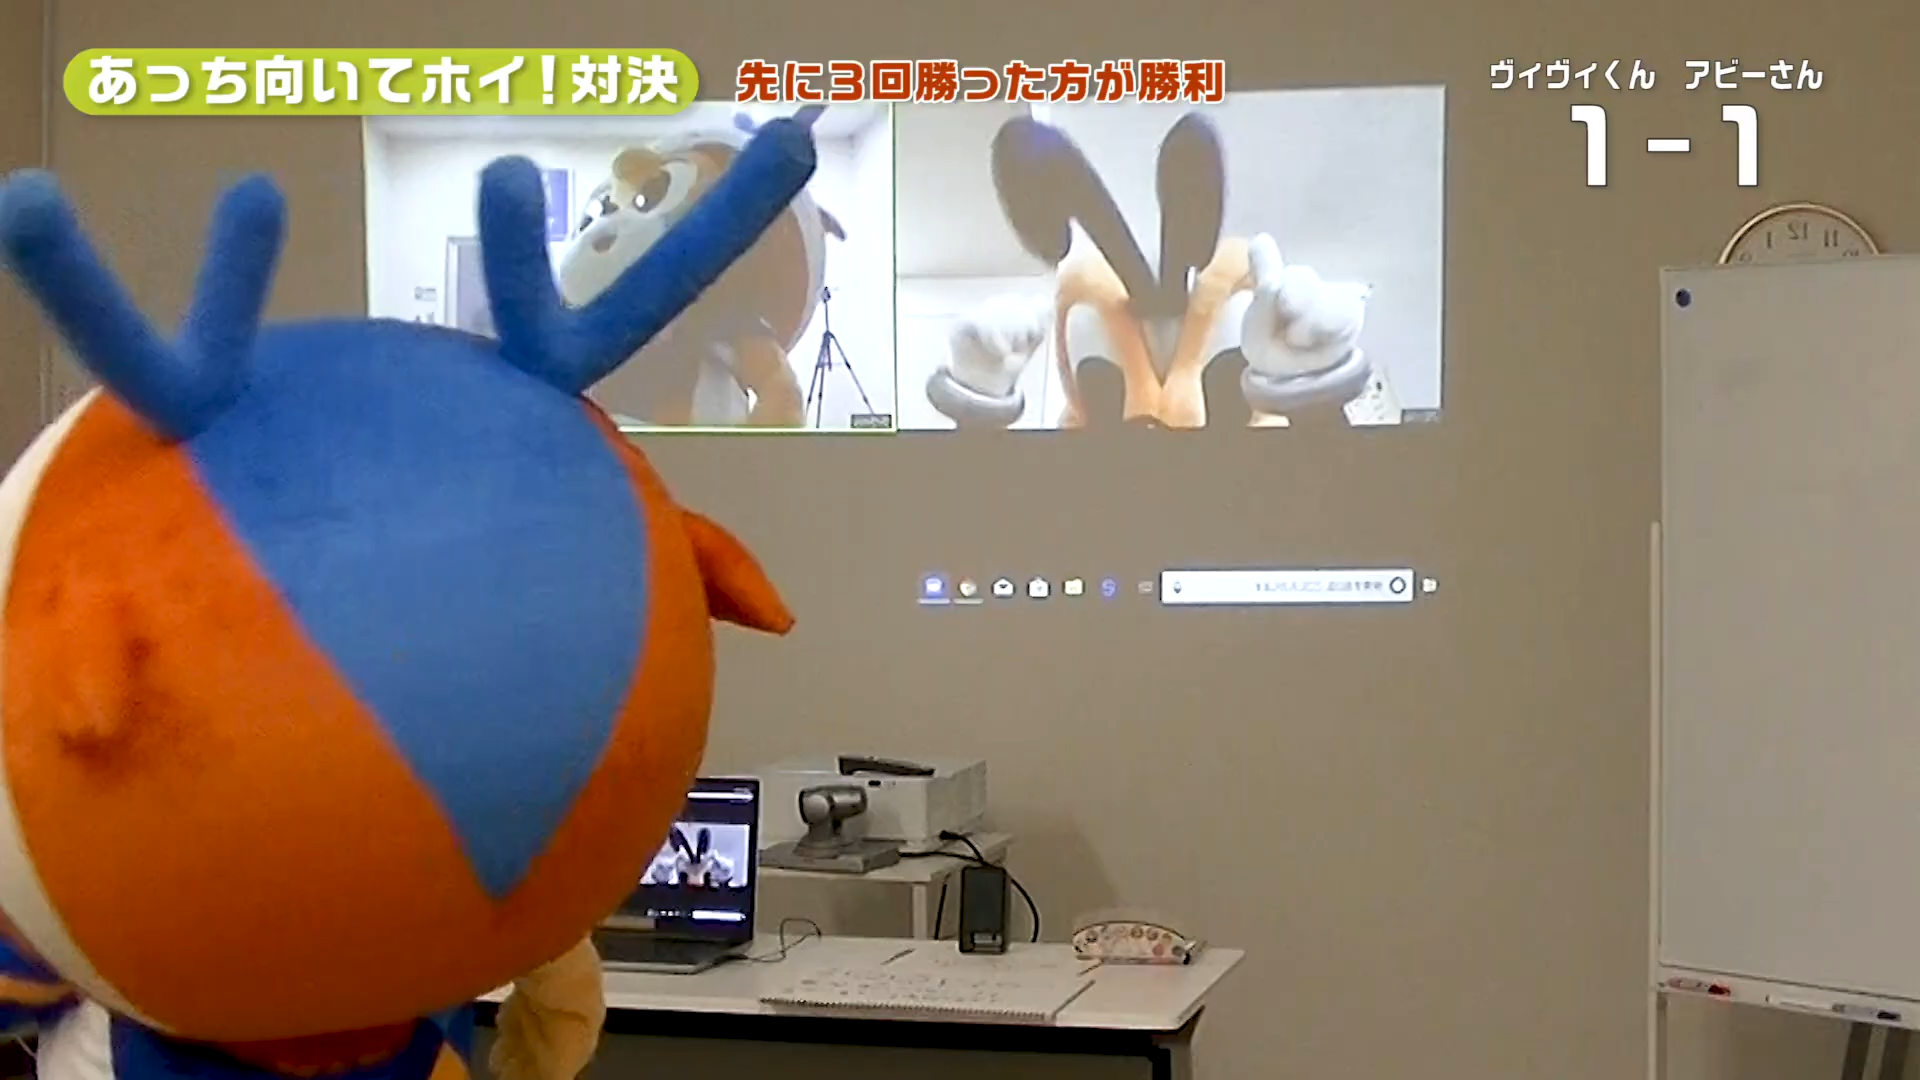 あっち向いてホイ！対決
先に３回勝った方が勝利
ヴィヴィくん アビーさん
1 - 1